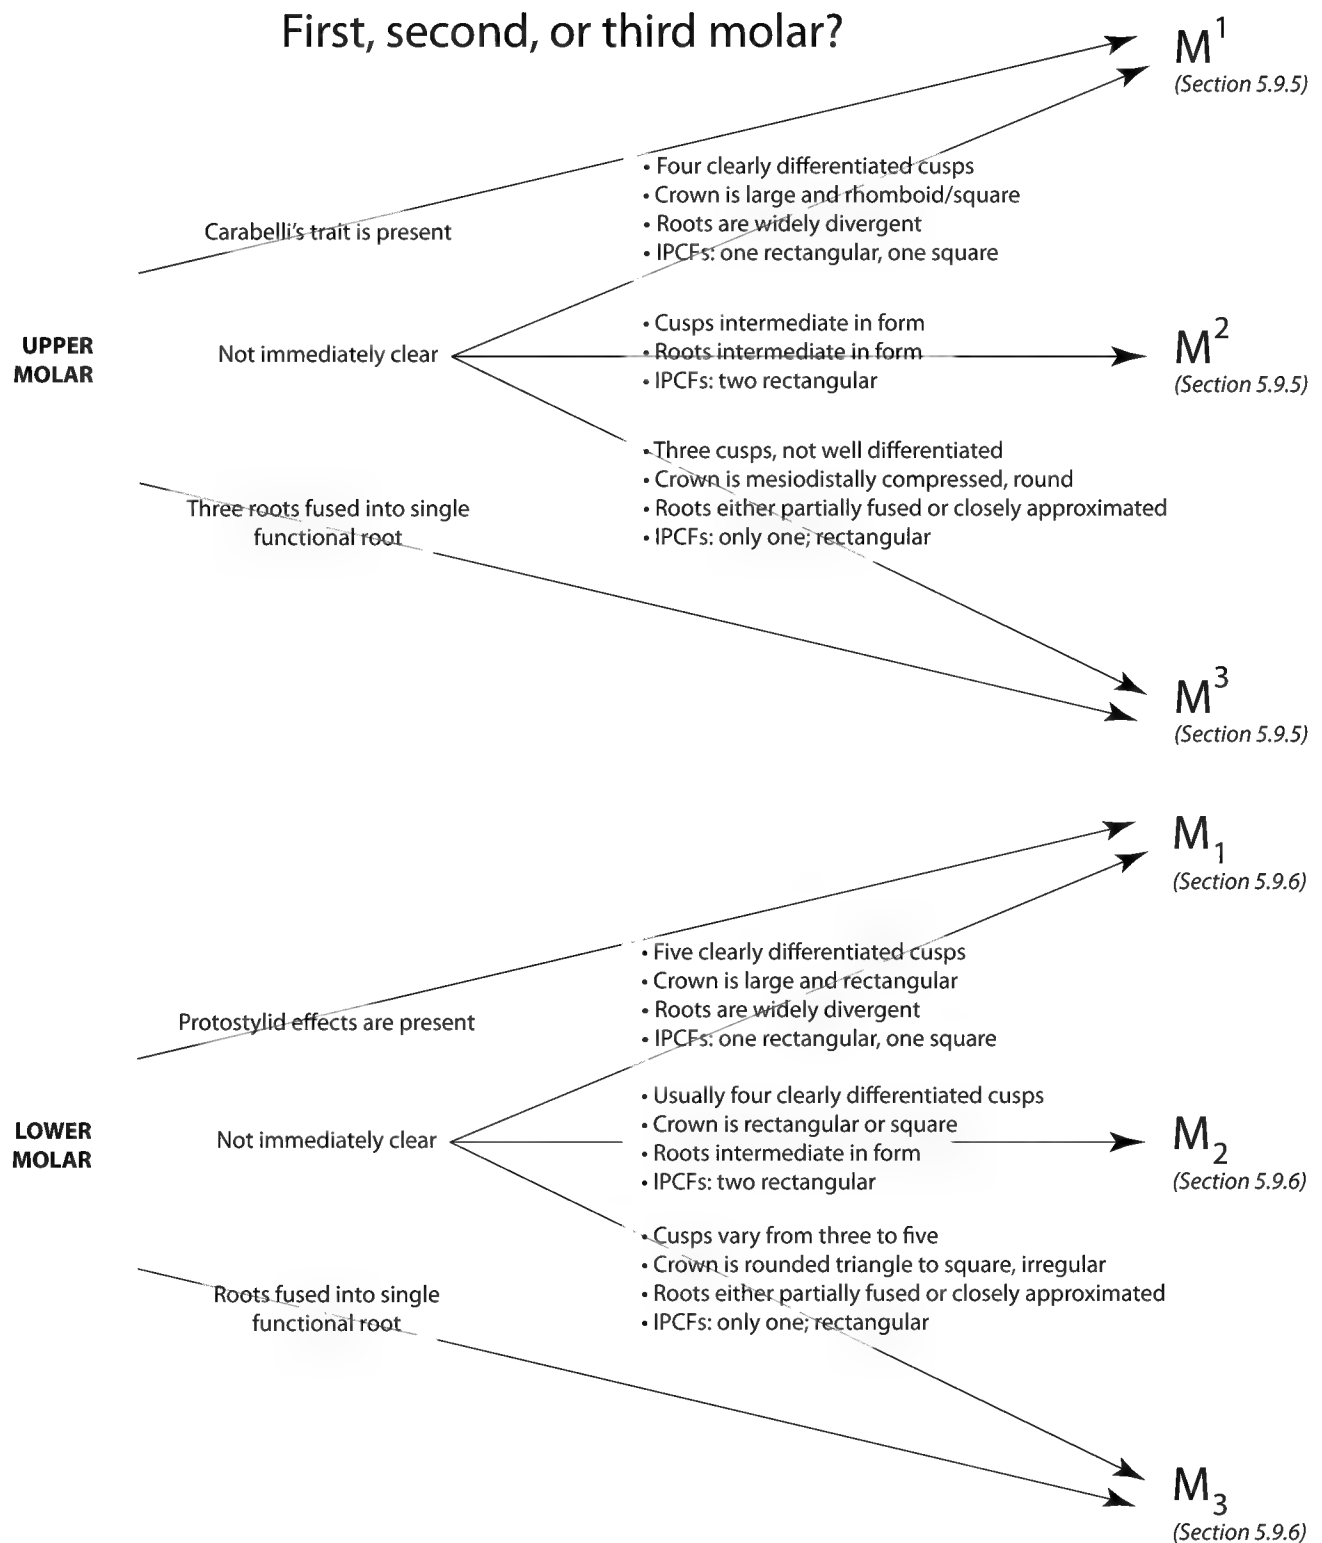 First, second, or third molar?
M¹
(Section 5.9.5)
• Four clearly differentiated cusps
• Crown is large and rhomboid/square
• Roots are widely divergent
• IPCFs: one rectangular, one square
Carabelli's trait is present
UPPER
MOLAR
Not immediately clear
• Cusps intermediate in form
• Roots intermediate in form
• IPCFs: two rectangular
M²
(Section 5.9.5)
• Three cusps, not well differentiated
• Crown is mesiodistally compressed, round
• Roots either partially fused or closely approximated
• IPCFs: only one; rectangular
Three roots fused into single
functional root
M³
(Section 5.9.5)
M₁
(Section 5.9.6)
• Five clearly differentiated cusps
• Crown is large and rectangular
• Roots are widely divergent
• IPCFs: one rectangular, one square
Protostylid effects are present
LOWER
MOLAR
Not immediately clear
• Usually four clearly differentiated cusps
• Crown is rectangular or square
• Roots intermediate in form
• IPCFs: two rectangular
M₂
(Section 5.9.6)
• Cusps vary from three to five
• Crown is rounded triangle to square, irregular
• Roots either partially fused or closely approximated
• IPCFs: only one; rectangular
Roots fused into single
functional root
M₃
(Section 5.9.6)